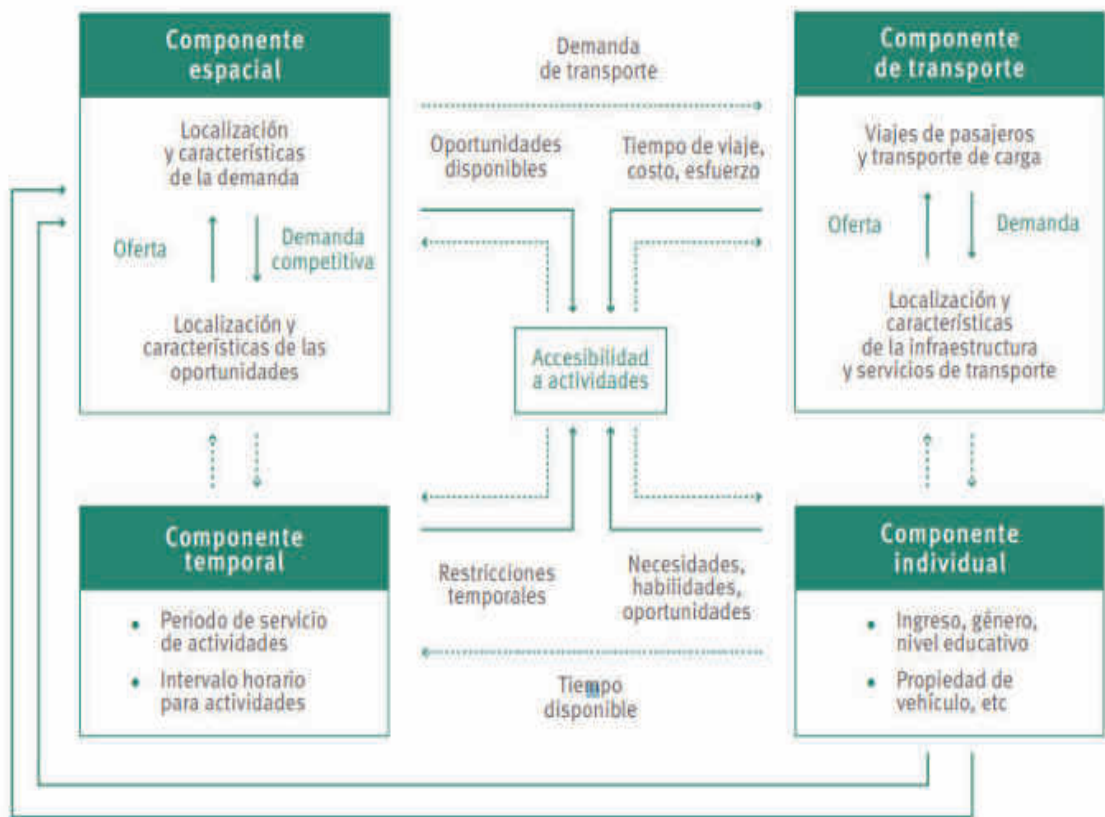 Componente
espacial
Localización
y características
de la demanda
Oferta
Demanda
competitiva
Localización y
características de las
oportunidades
Demanda
de transporte
Oportunidades
disponibles
Tiempo de viaje,
costo, esfuerzo
Componente
de transporte
Viajes de pasajeros
y transporte de carga
Oferta
Demanda
Localización y
características
de la infraestructura
y servicios de transporte
Accesibilidad
a actividades
Componente
temporal
• Periodo de servicio
de actividades
• Intervalo horario
para actividades
Restricciones
temporales
Necesidades,
habilidades,
oportunidades
Tiempo
disponible
Componente
individual
• Ingreso, género,
nivel educativo
• Propiedad de
vehículo, etc